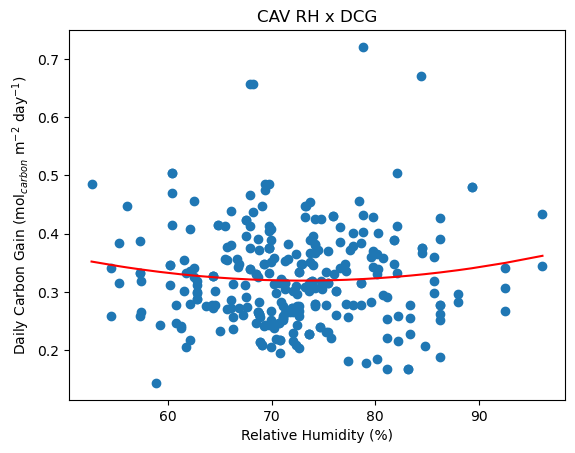 CAV RH x DCG
Daily Carbon Gain (mol$_{carbon}$ m$^{-2}$ day$^{-1}$)
0.7
0.6
0.5
0.4
0.3
0.2
60 70 80 90
Relative Humidity (%)